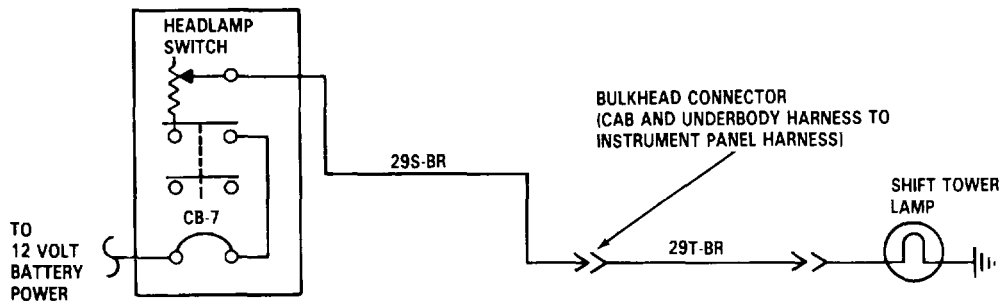 HEADLAMP
SWITCH
CB-7
TO
12 VOLT
BATTERY
POWER
29S-BR
BULKHEAD CONNECTOR
(CAB AND UNDERBODY HARNESS TO
INSTRUMENT PANEL HARNESS)
29T-BR
SHIFT TOWER
LAMP